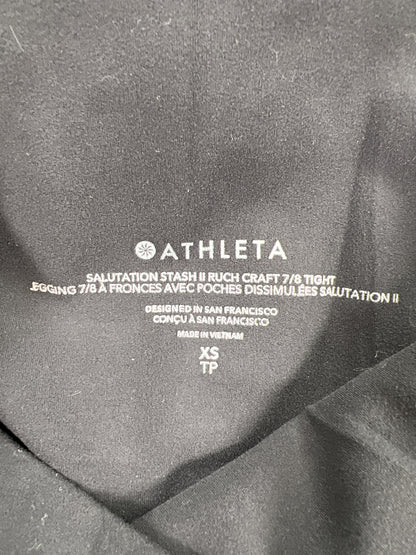 ATHLETA
SALUTATION STASH II RUCH CRAFT 7/8 TIGHT
LEGGING 7/8 À FRONCES AVEC POCHES DISSIMULÉES SALUTATION II
DESIGNED IN SAN FRANCISCO
CONÇU À SAN FRANCISCO
MADE IN VIETNAM
XS
TP